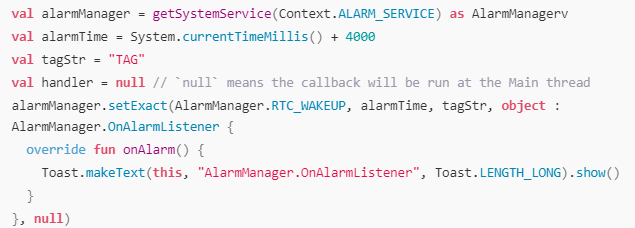 val alarmManager = getSystemService(Context.ALARM_SERVICE) as AlarmManagerv
val alarmTime = System.currentTimeMillis() + 4000
val tagStr = "TAG"
val handler = null // `null` means the callback will be run at the Main thread
alarmManager.setExact(AlarmManager.RTC_WAKEUP, alarmTime, tagStr, object :
AlarmManager.OnAlarmListener {
  override fun onAlarm() {
    Toast.makeText(this, "AlarmManager.OnAlarmListener", Toast.LENGTH_LONG).show()
  }
}, null)